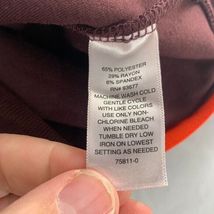 65% POLYESTER
29% RAYON
6% SPANDEX
RN# 93677
MACHINE WASH COLD
GENTLE CYCLE
WITH LIKE COLORS
USE ONLY NON-
CHLORINE BLEACH
WHEN NEEDED
TUMBLE DRY LOW
IRON ON LOWEST
SETTING AS NEEDED
75811-0